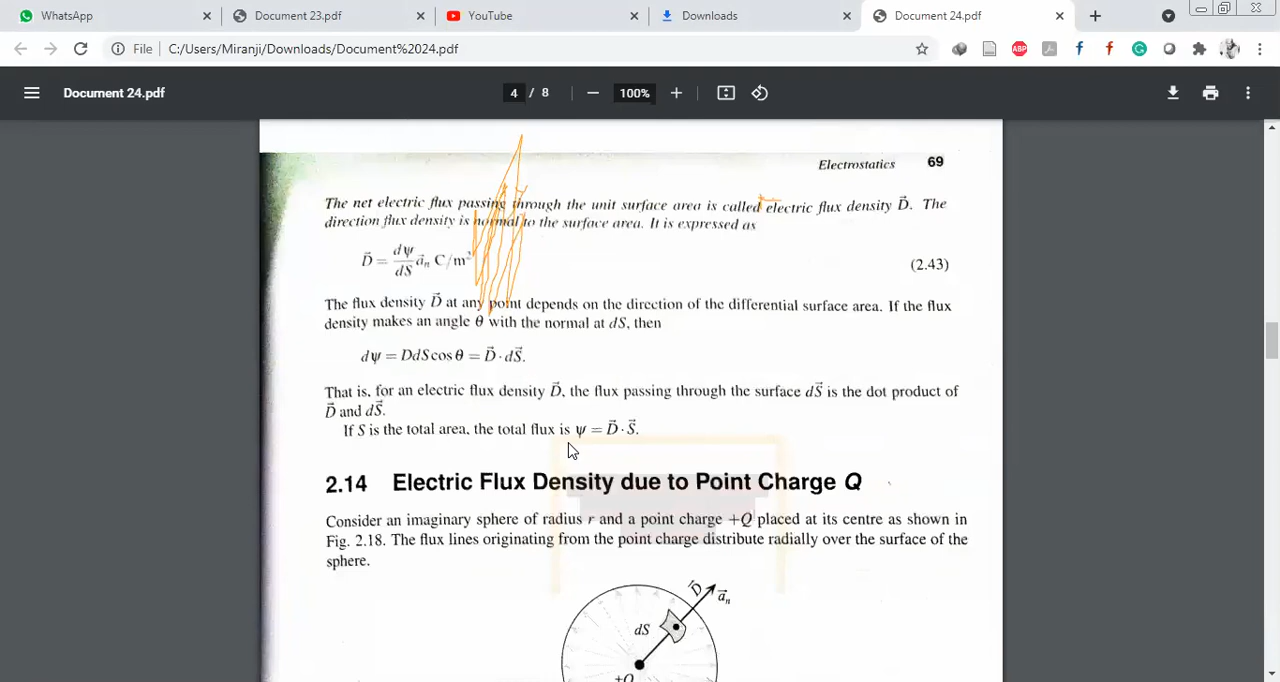 WhatsApp
Document 23.pdf
YouTube
Downloads
Document 24.pdf
File
C:/Users/Miranji/Downloads/Document%2024.pdf
ABP
Document 24.pdf
4 / 8
100%
Electrostatics 69
The net electric flux passing through the unit surface area is called electric flux density D⃗. The
direction flux density is normal to the surface area. It is expressed as
D⃗ = dψ/dS a⃗ₙ C/m² (2.43)
The flux density D⃗ at any point depends on the direction of the differential surface area. If the flux
density makes an angle θ with the normal at dS, then
dψ = DdS cos θ = D⃗ · dS⃗.
That is, for an electric flux density D⃗, the flux passing through the surface dS⃗ is the dot product of
D⃗ and dS⃗.
If S is the total area, the total flux is ψ = D⃗ · S⃗.
2.14 Electric Flux Density due to Point Charge Q
Consider an imaginary sphere of radius r and a point charge +Q placed at its centre as shown in
Fig. 2.18. The flux lines originating from the point charge distribute radially over the surface of the
sphere.
D⃗
a⃗ₙ
dS
+Q